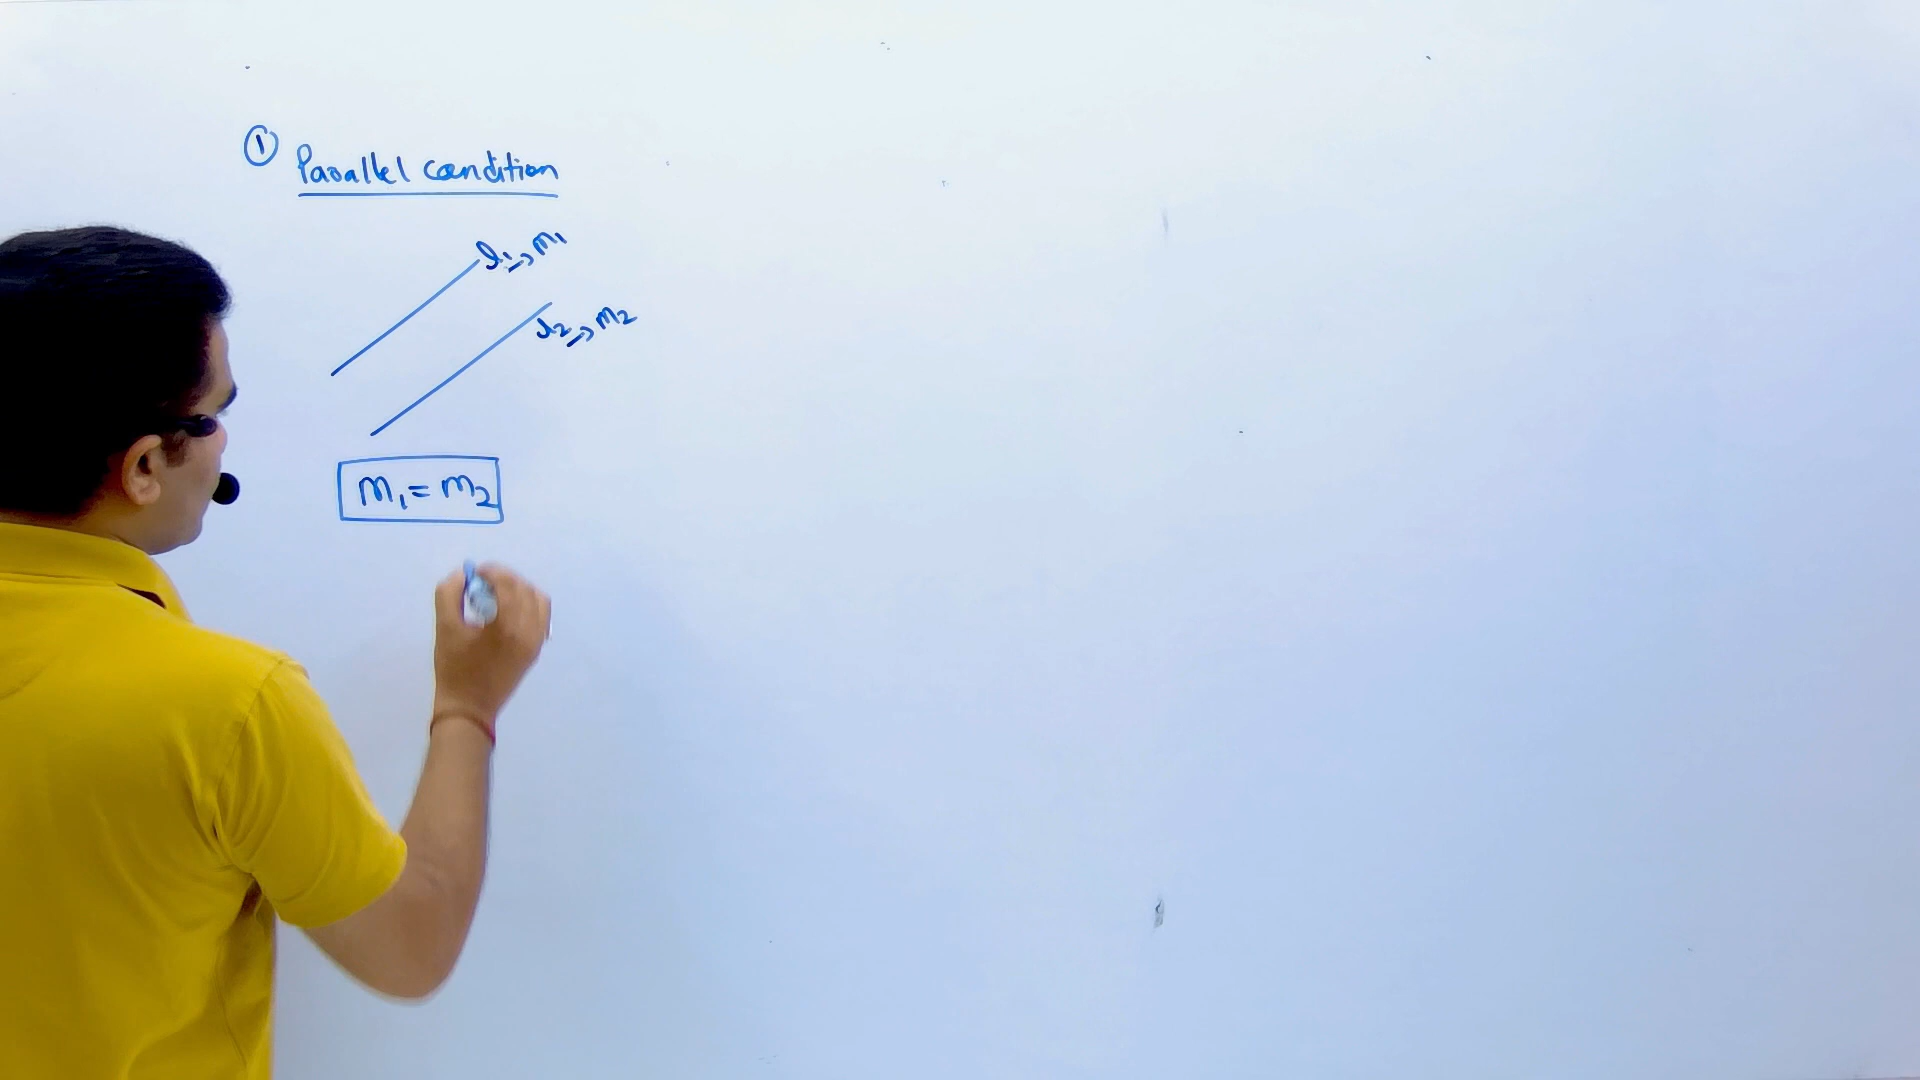 ① Parallel condition
l₁ → m₁
l₂ → m₂
m₁ = m₂